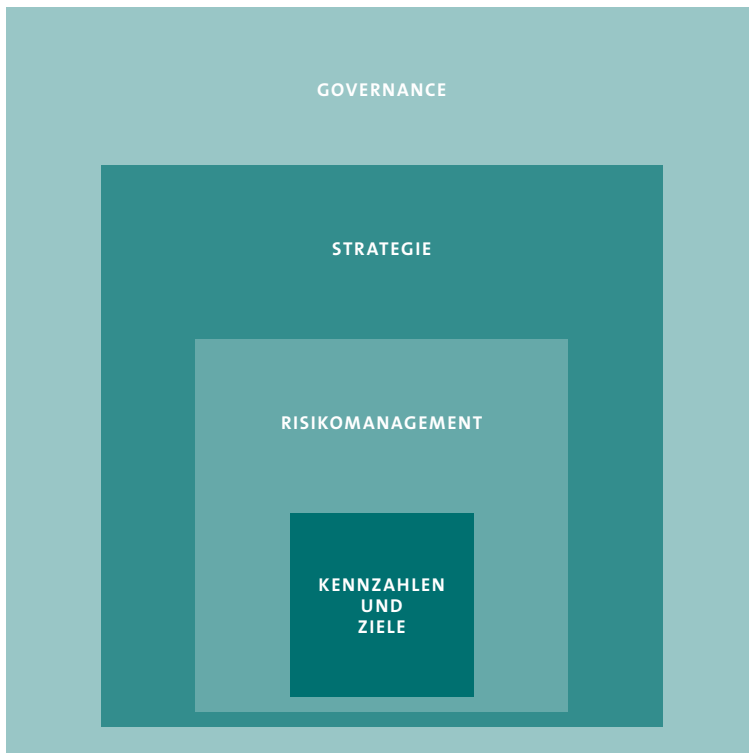 GOVERNANCE
STRATEGIE
RISIKOMANAGEMENT
KENNZAHLEN
UND
ZIELE